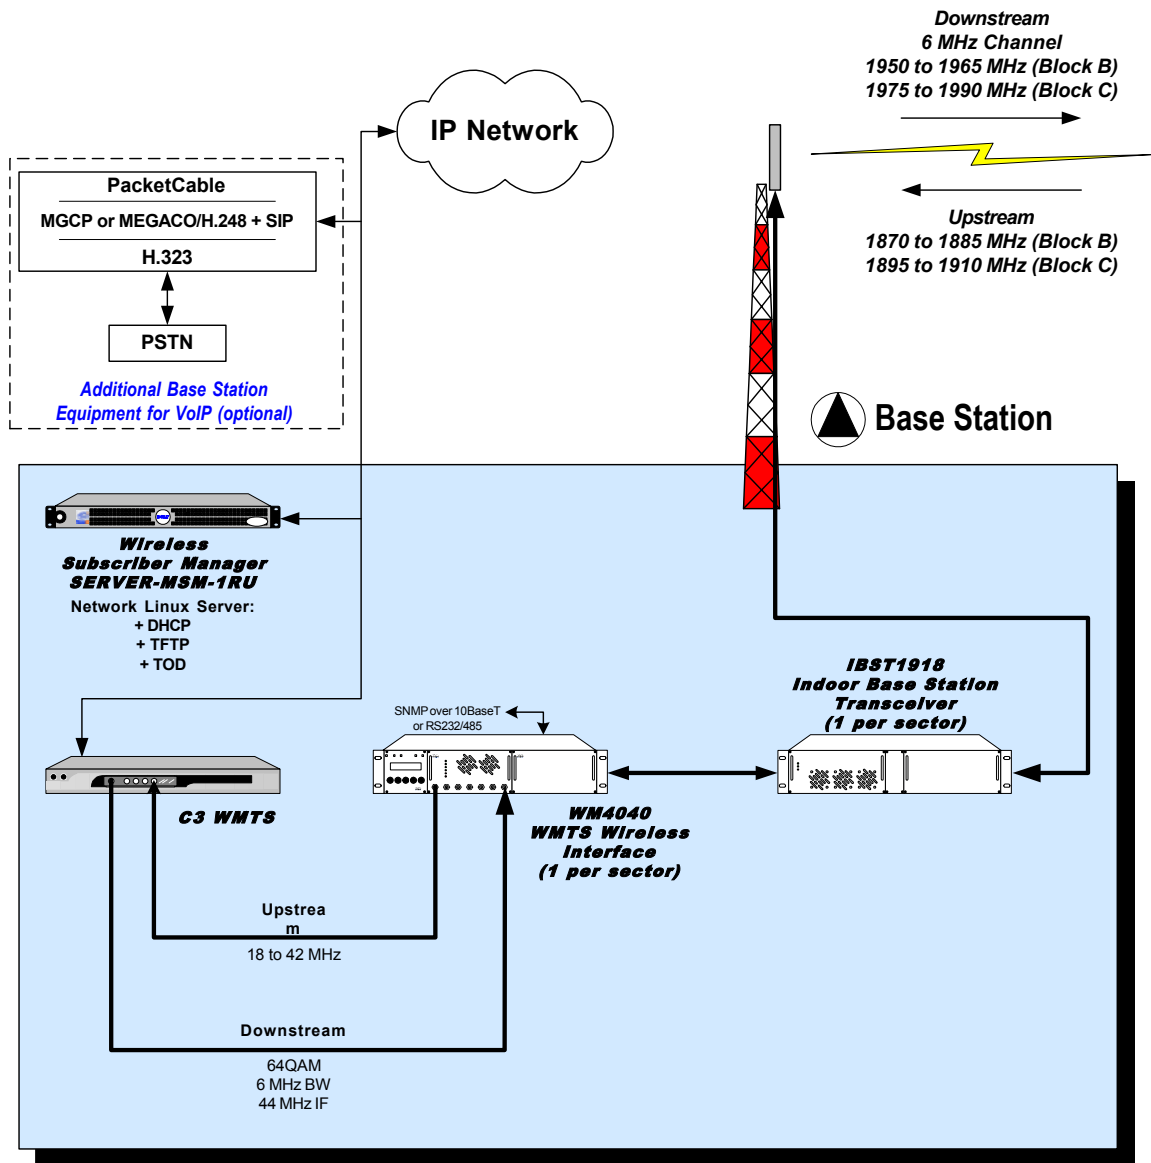 Downstream
6 MHz Channel
1950 to 1965 MHz (Block B)
1975 to 1990 MHz (Block C)
IP Network
PacketCable
MGCP or MEGACO/H.248 + SIP
H.323
PSTN
Additional Base Station
Equipment for VoIP (optional)
Upstream
1870 to 1885 MHz (Block B)
1895 to 1910 MHz (Block C)
Base Station
Wireless
Subscriber Manager
SERVER-MSM-1RU
Network Linux Server:
+ DHCP
+ TFTP
+ TOD
IBST1918
Indoor Base Station
Transceiver
(1 per sector)
SNMP over 10BaseT
or RS232/485
C3 WMTS
WM4040
WMTS Wireless
Interface
(1 per sector)
Upstrea
m
18 to 42 MHz
Downstream
64QAM
6 MHz BW
44 MHz IF